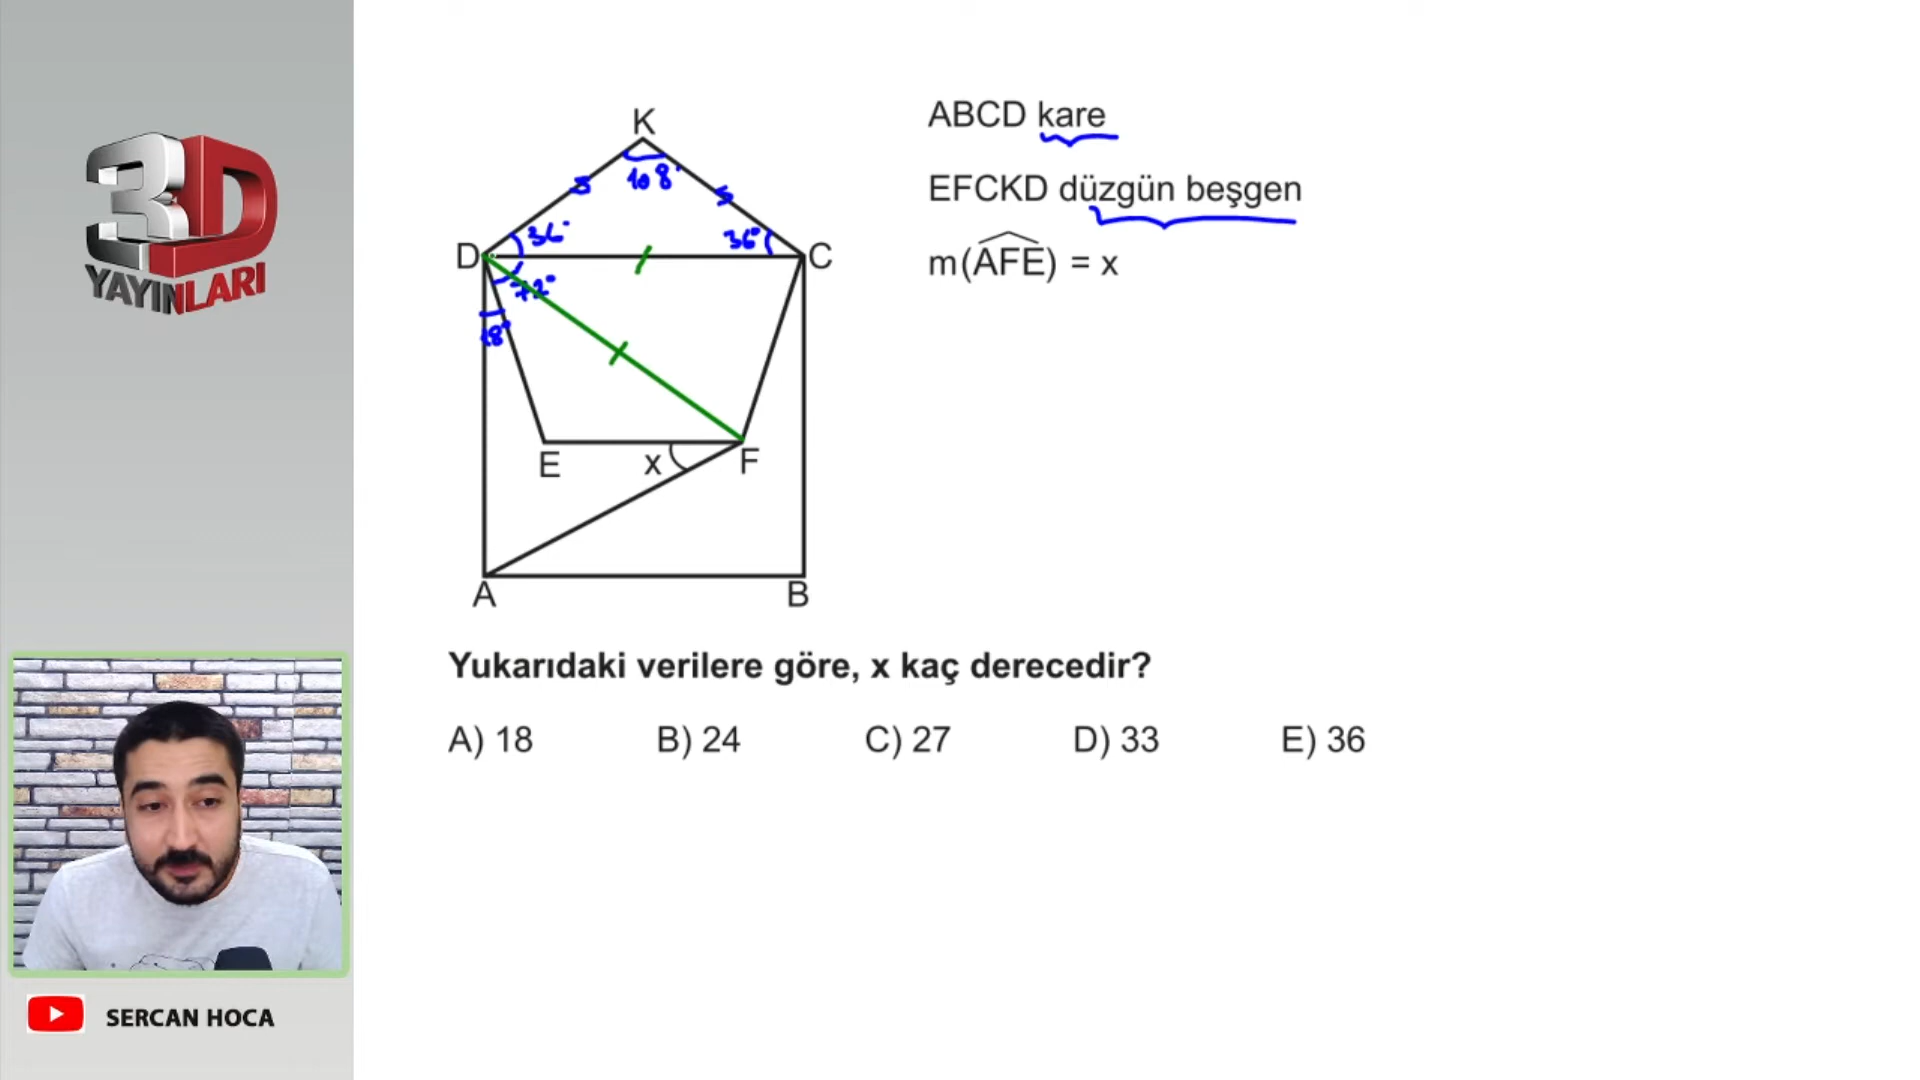 3D
YAYINLARI
K
108°
36°
36°
D
C
72°
18°
E
x
F
A
B
ABCD kare
EFCKD düzgün beşgen
m(AFE) = x
Yukarıdaki verilere göre, x kaç derecedir?
A) 18 B) 24 C) 27 D) 33 E) 36
SERCAN HOCA